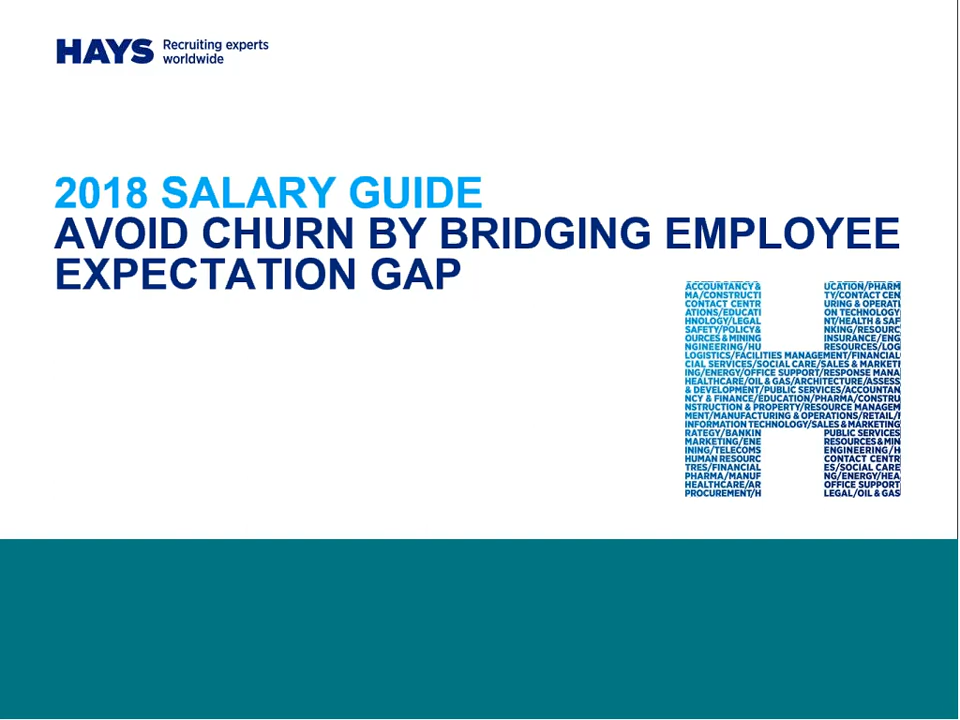 HAYS Recruiting experts
worldwide
2018 SALARY GUIDE
AVOID CHURN BY BRIDGING EMPLOYEE
EXPECTATION GAP
ACCOUNTANCY & UCATION/PHARM
MA/CONSTRUCTI TY/CONTACT CEN
CONTACT CENTR URING & OPERATI
ATIONS/EDUCATI ON TECHNOLOGY
HNOLOGY/LEGAL NT/HEALTH & SAF
SAFETY/POLICY& NKING/RESOURC
OURCES & MINING INSURANCE/ENG
NGINEERING/HU RESOURCES/LOG
LOGISTICS/FACILITIES MANAGEMENT/FINANCIAL
CIAL SERVICES/SOCIAL CARE/SALES & MARKETI
ING/ENERGY/OFFICE SUPPORT/RESPONSE MANA
HEALTHCARE/OIL & GAS/ARCHITECTURE/ASSESS
& DEVELOPMENT/PUBLIC SERVICES/ACCOUNTAN
NCY & FINANCE/EDUCATION/PHARMA/CONSTRU
NSTRUCTION & PROPERTY/RESOURCE MANAGEM
MENT/MANUFACTURING & OPERATIONS/RETAIL/
INFORMATION TECHNOLOGY/SALES & MARKETING
RATEGY/BANKIN PUBLIC SERVICES
MARKETING/ENE RESOURCES & MIN
INING/TELECOMS ENGINEERING/H
HUMAN RESOURC CONTACT CENTR
TRES/FINANCIAL ES/SOCIAL CARE
PHARMA/MANUF NG/ENERGY/HEA
HEALTHCARE/AR OFFICE SUPPORT
PROCUREMENT/H LEGAL/OIL & GAS